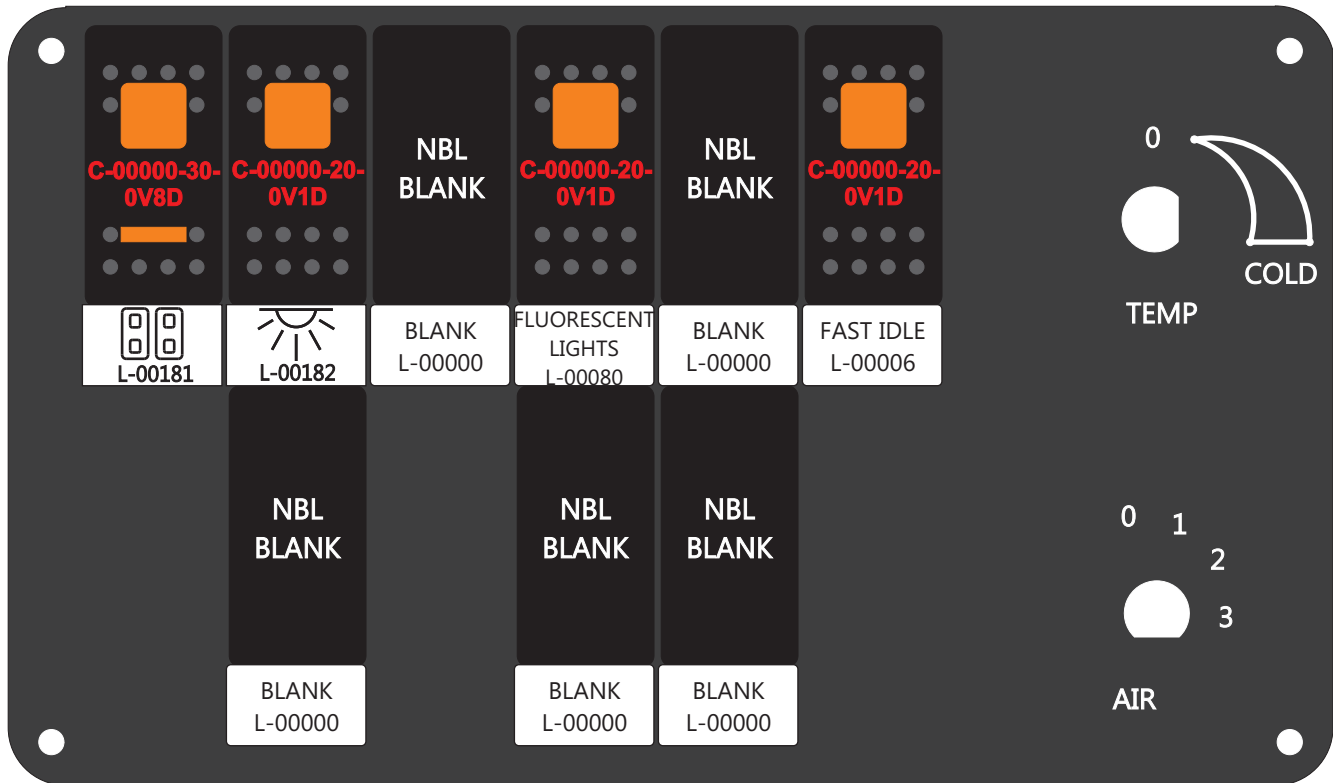 C-00000-30-
0V8D
C-00000-20-
0V1D
NBL
BLANK
C-00000-20-
0V1D
NBL
BLANK
C-00000-20-
0V1D
L-00181
L-00182
BLANK
L-00000
FLUORESCENT
LIGHTS
L-00080
BLANK
L-00000
FAST IDLE
L-00006
0
COLD
TEMP
NBL
BLANK
NBL
BLANK
NBL
BLANK
BLANK
L-00000
BLANK
L-00000
BLANK
L-00000
0
1
2
3
AIR